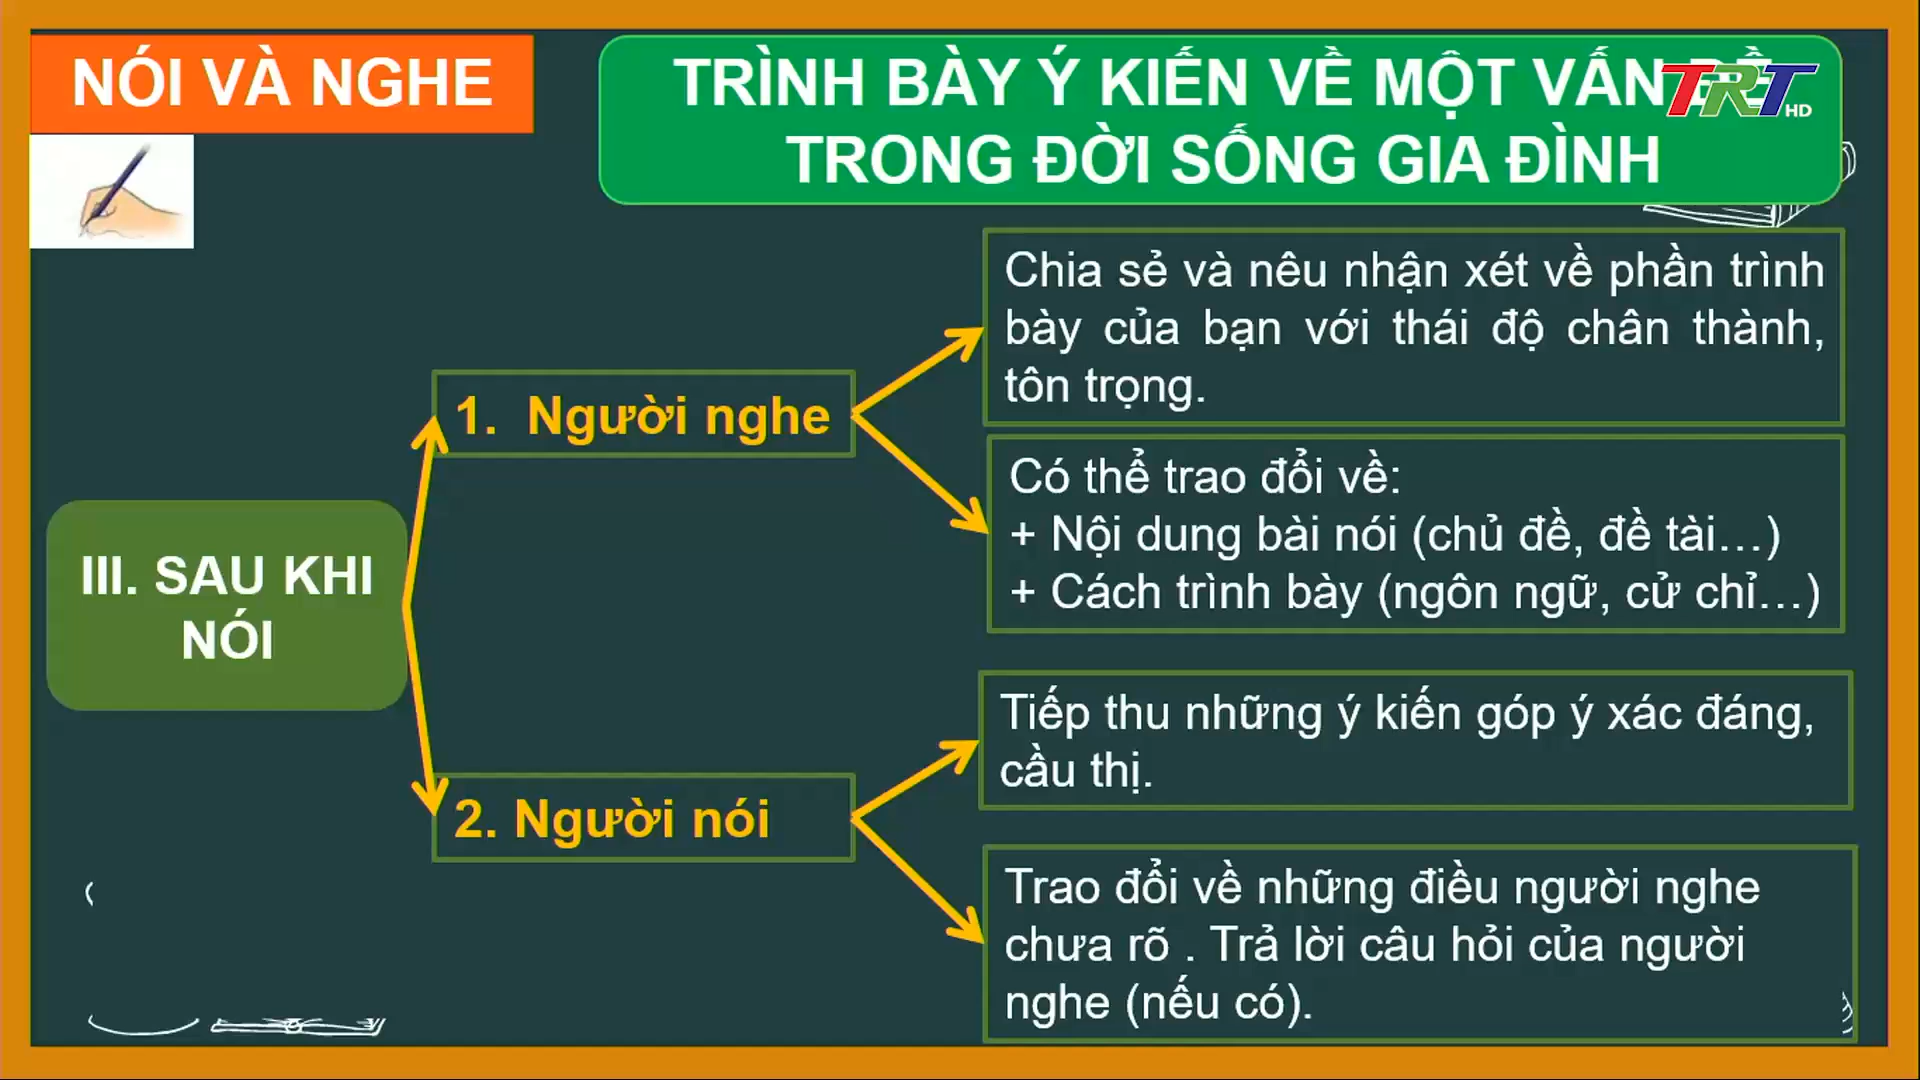 NÓI VÀ NGHE
TRÌNH BÀY Ý KIẾN VỀ MỘT VẤN
TRONG ĐỜI SỐNG GIA ĐÌNH
TRT HD
III. SAU KHI
NÓI
1. Người nghe
Chia sẻ và nêu nhận xét về phần trình
bày của bạn với thái độ chân thành,
tôn trọng.
Có thể trao đổi về:
+ Nội dung bài nói (chủ đề, đề tài…)
+ Cách trình bày (ngôn ngữ, cử chỉ…)
2. Người nói
Tiếp thu những ý kiến góp ý xác đáng,
cầu thị.
Trao đổi về những điều người nghe
chưa rõ . Trả lời câu hỏi của người
nghe (nếu có).